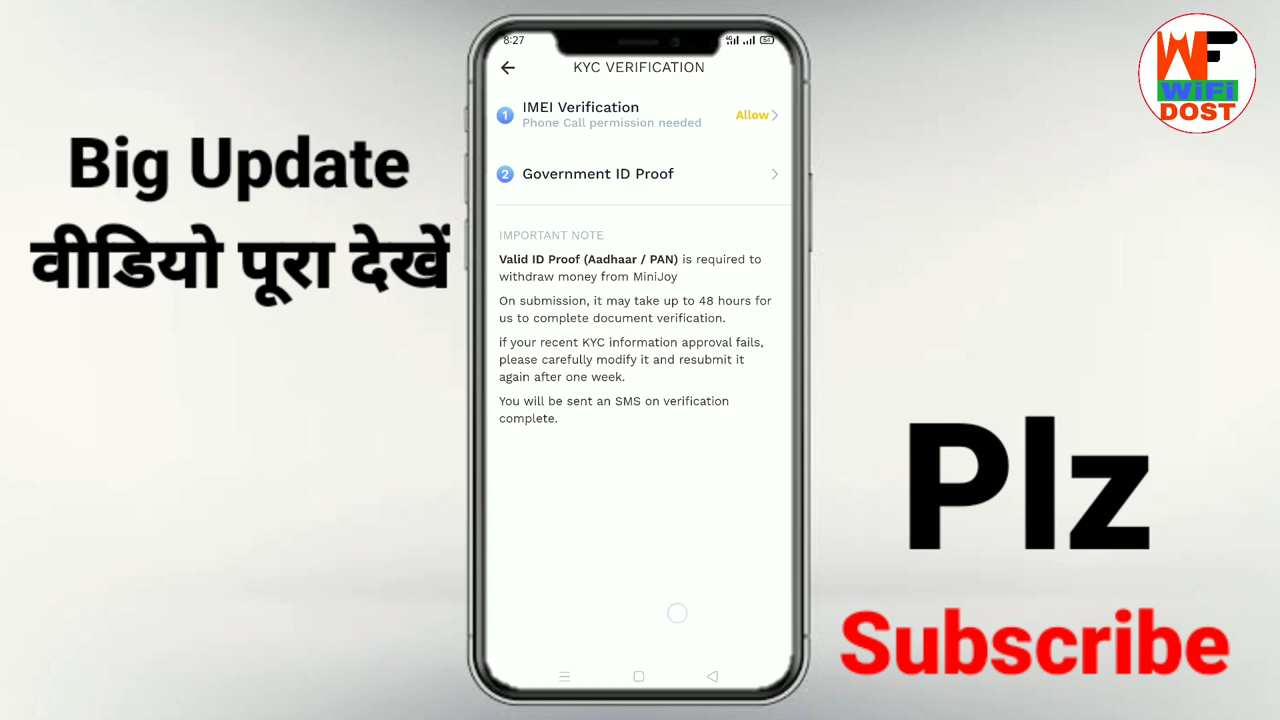 Big Update
वीडियो पूरा देखें
8:27
KYC VERIFICATION
1
IMEI Verification
Phone Call permission needed
Allow
2
Government ID Proof
IMPORTANT NOTE
Valid ID Proof (Aadhaar / PAN) is required to
withdraw money from MiniJoy
On submission, it may take up to 48 hours for
us to complete document verification.
if your recent KYC information approval fails,
please carefully modify it and resubmit it
again after one week.
You will be sent an SMS on verification
complete.
WF
WiFi
DOST
Plz
Subscribe